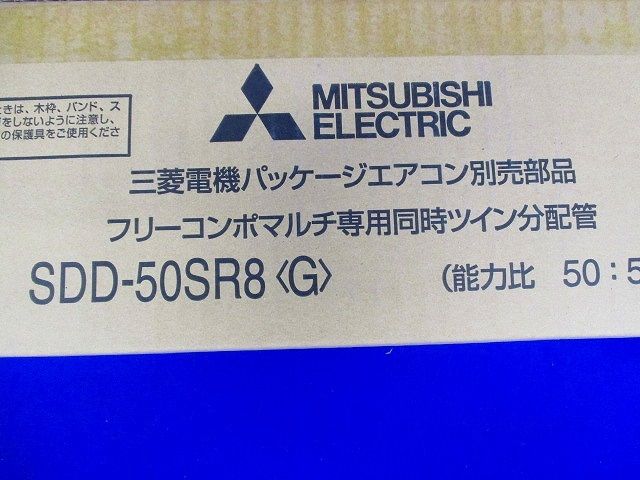 ときは、木枠、バンド、ス
をしないように注意し、
の保護具をご使用くださ
MITSUBISHI
ELECTRIC
三菱電機パッケージエアコン別売部品
フリーコンポマルチ専用同時ツイン分配管
SDD-50SR8〈G〉
(能力比 50:5